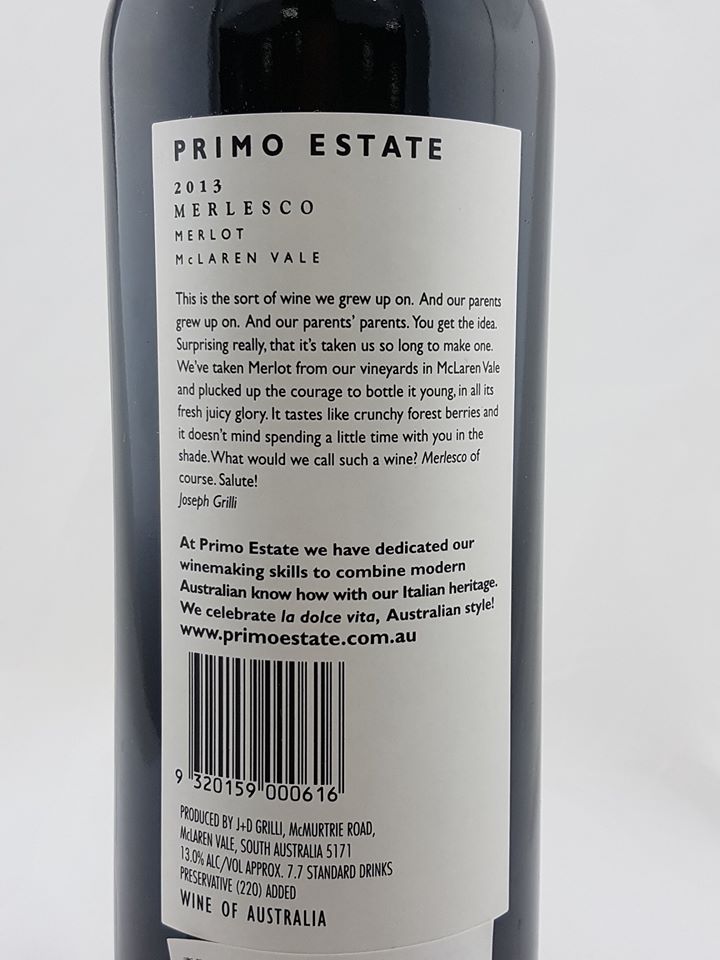 PRIMO ESTATE
2013
MERLESCO
MERLOT
McLAREN VALE
This is the sort of wine we grew up on. And our parents
grew up on. And our parents' parents. You get the idea.
Surprising really, that it's taken us so long to make one.
We've taken Merlot from our vineyards in McLaren Vale
and plucked up the courage to bottle it young, in all its
fresh juicy glory. It tastes like crunchy forest berries and
it doesn't mind spending a little time with you in the
shade. What would we call such a wine? Merlesco of
course. Salute!
Joseph Grilli
At Primo Estate we have dedicated our
winemaking skills to combine modern
Australian know how with our Italian heritage.
We celebrate la dolce vita, Australian style!
www.primoestate.com.au
9 320159 000616
PRODUCED BY J+D GRILLI, McMURTRIE ROAD,
McLAREN VALE, SOUTH AUSTRALIA 5171
13.0% ALC/VOL APPROX. 7.7 STANDARD DRINKS
PRESERVATIVE (220) ADDED
WINE OF AUSTRALIA